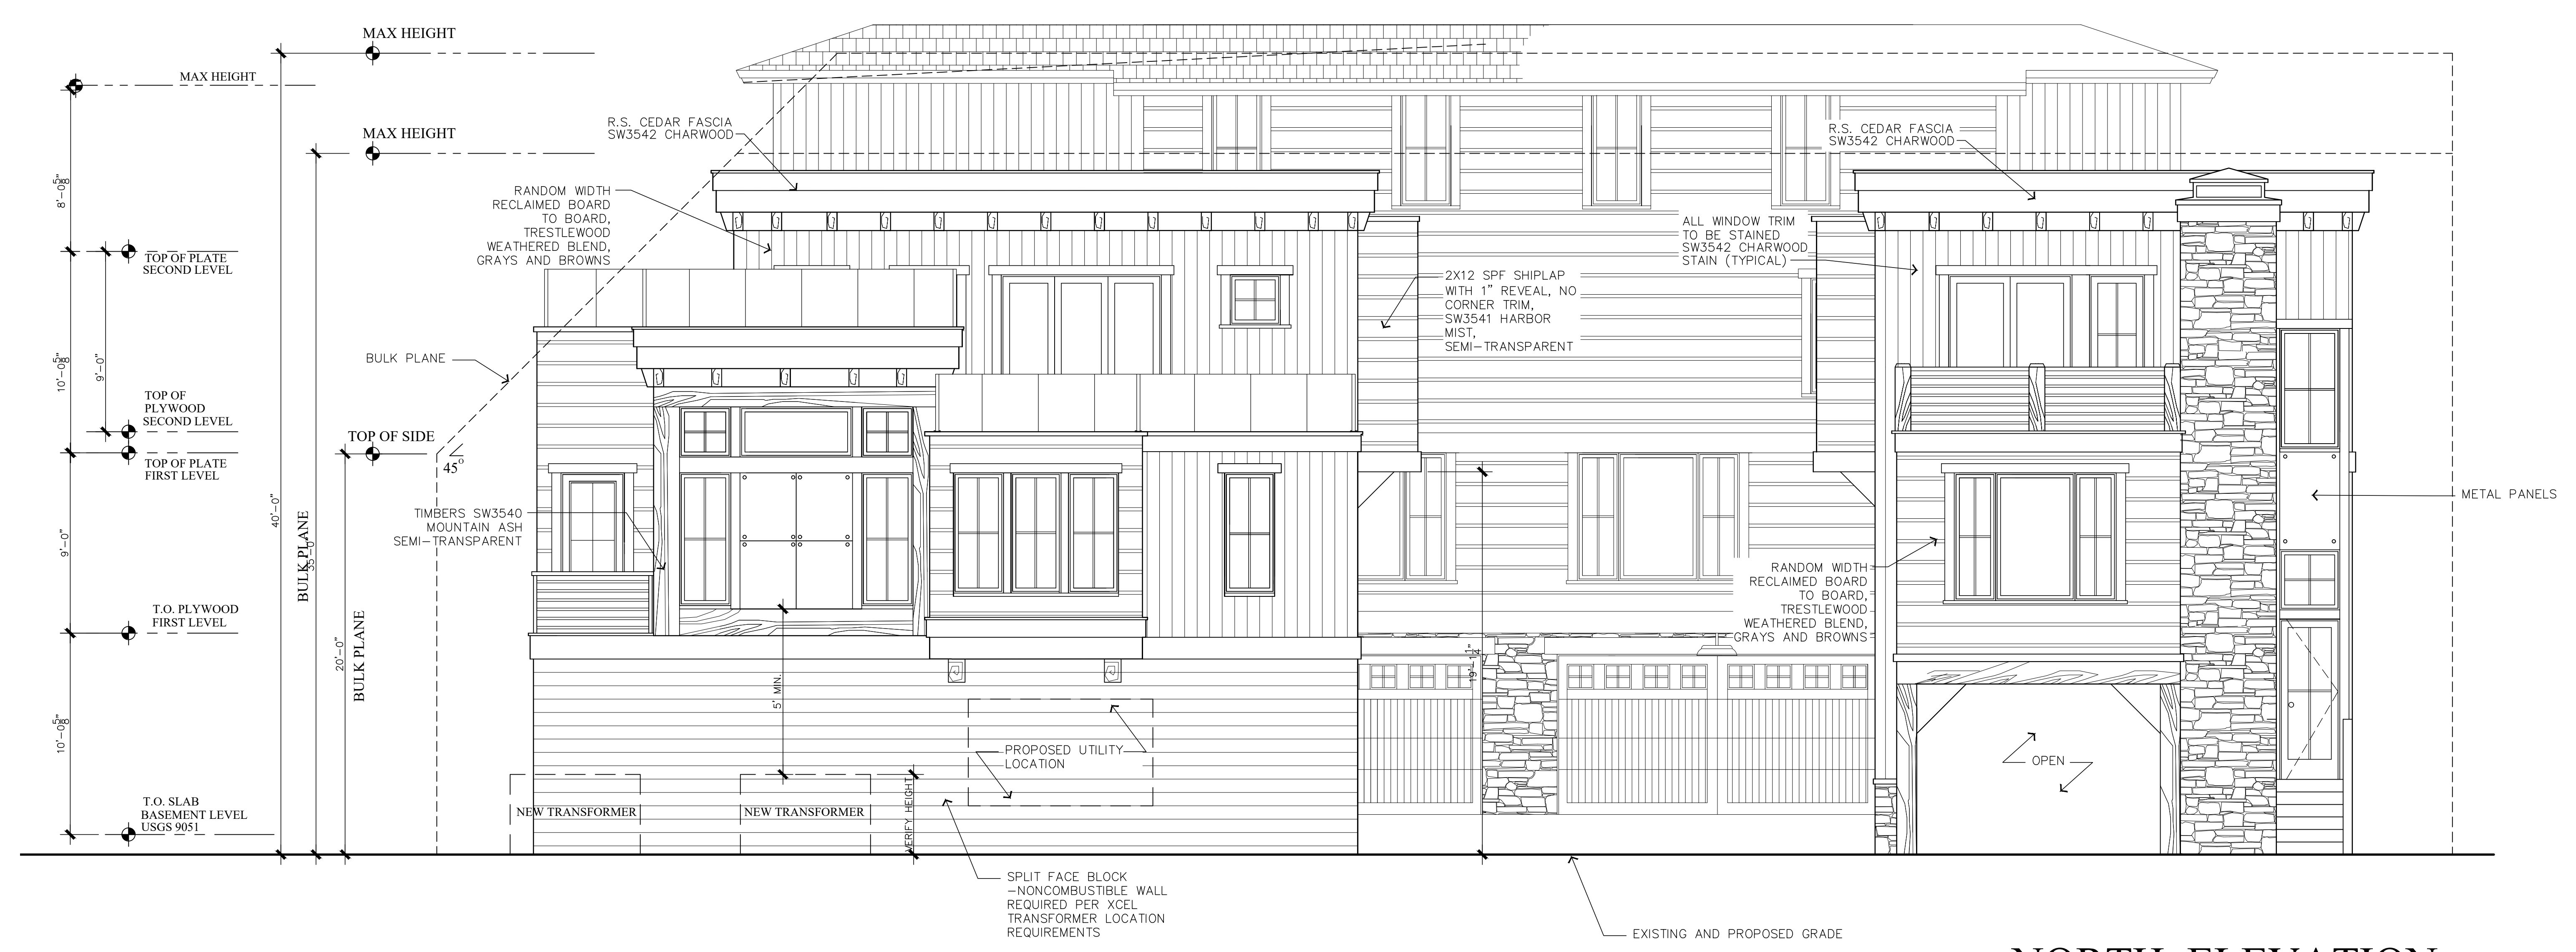 MAX HEIGHT
MAX HEIGHT
MAX HEIGHT
8'-0 5/8"
TOP OF PLATE
SECOND LEVEL
10'-0 5/8"
9'-0"
TOP OF
PLYWOOD
SECOND LEVEL
TOP OF PLATE
FIRST LEVEL
9'-0"
T.O. PLYWOOD
FIRST LEVEL
10'-0 5/8"
T.O. SLAB
BASEMENT LEVEL
USGS 9051
40'-0"
BULK PLANE
35'-0"
20'-0"
BULK PLANE
TOP OF SIDE
45°
BULK PLANE
R.S. CEDAR FASCIA
SW3542 CHARWOOD
RANDOM WIDTH
RECLAIMED BOARD
TO BOARD,
TRESTLEWOOD
WEATHERED BLEND,
GRAYS AND BROWNS
TIMBERS SW3540
MOUNTAIN ASH
SEMI-TRANSPARENT
5' MIN.
NEW TRANSFORMER
NEW TRANSFORMER
VERIFY HEIGHT
PROPOSED UTILITY
LOCATION
SPLIT FACE BLOCK
-NONCOMBUSTIBLE WALL
REQUIRED PER XCEL
TRANSFORMER LOCATION
REQUIREMENTS
2X12 SPF SHIPLAP
WITH 1" REVEAL, NO
CORNER TRIM,
SW3541 HARBOR
MIST,
SEMI-TRANSPARENT
ALL WINDOW TRIM
TO BE STAINED
SW3542 CHARWOOD
STAIN (TYPICAL)
R.S. CEDAR FASCIA
SW3542 CHARWOOD
RANDOM WIDTH
RECLAIMED BOARD
TO BOARD,
TRESTLEWOOD
WEATHERED BLEND,
GRAYS AND BROWNS
METAL PANELS
OPEN
EXISTING AND PROPOSED GRADE
NORTH ELEVATION